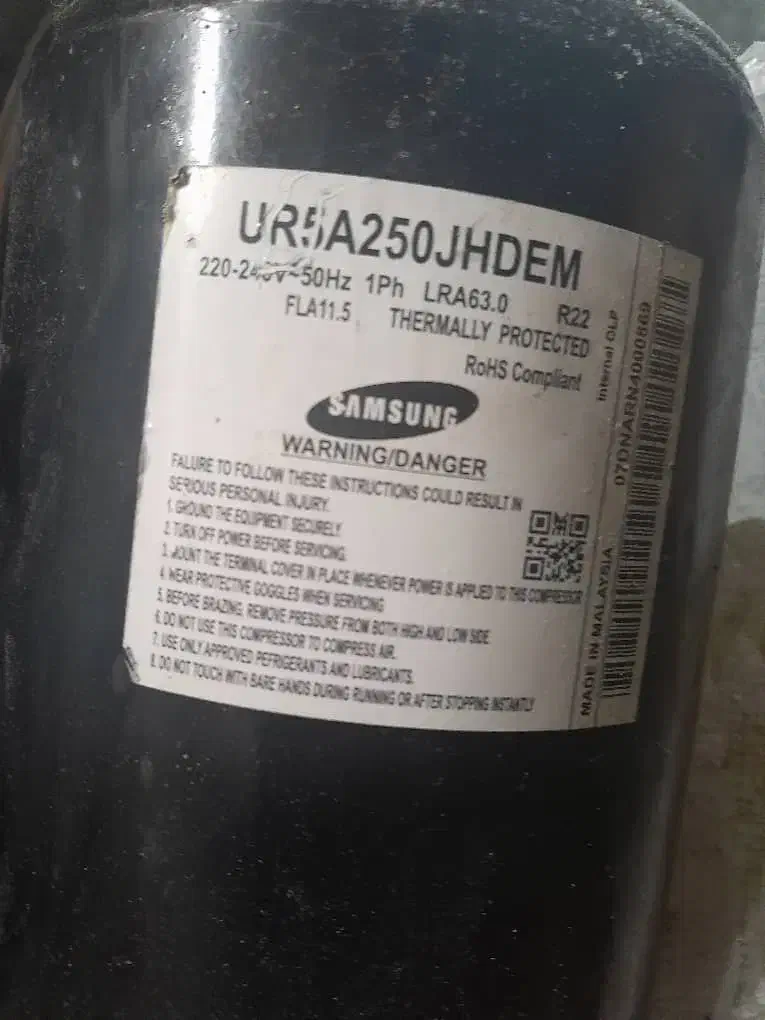 UR5A250JHDEM
220-240V~50Hz 1Ph LRA63.0 R22
FLA11.5 THERMALLY PROTECTED
RoHS Compliant
SAMSUNG
WARNING/DANGER
FALURE TO FOLLOW THESE INSTRUCTIONS COULD RESULT IN
SERIOUS PERSONAL INJURY.
1. GROUND THE EQUIPMENT SECURELY.
2. TURN OFF POWER BEFORE SERVICING.
3. MOUNT THE TERMINAL COVER IN PLACE WHENEVER POWER IS APPLIED TO THIS COMPRESSOR
4. WEAR PROTECTIVE GOGGLES WHEN SERVICING
5. BEFORE BRAZING, REMOVE PRESSURE FROM BOTH HIGH AND LOW SIDE.
6. DO NOT USE THIS COMPRESSOR TO COMPRESS AIR.
7. USE ONLY APPROVED PEFRIGERANTS AND LUBRICANTS.
8. DO NOT TOUCH WITH BARE HANDS DURING RUNNING OR AFTER STOPPING INSTANTLY
Internal OLP
MADE IN MALAYSIA
07DNARN4000869